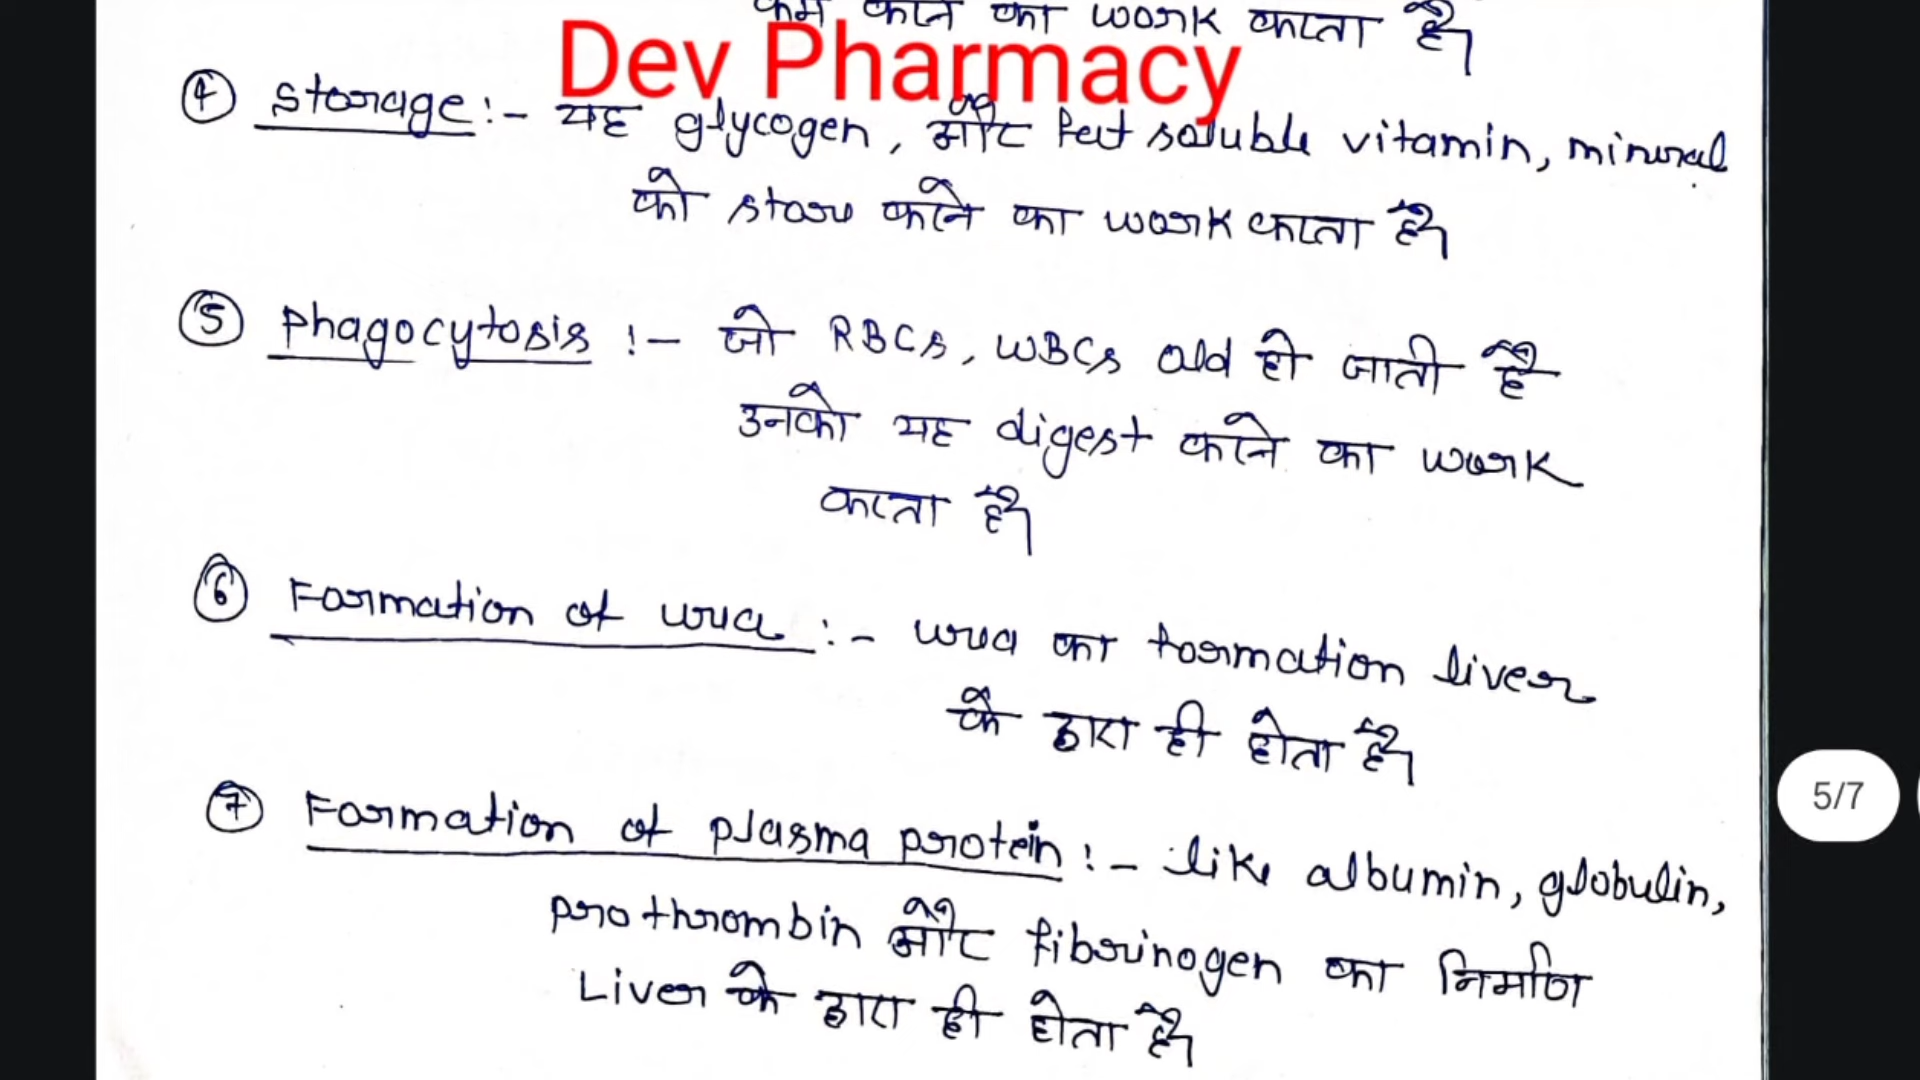 कम करने का work करता है।
Dev Pharmacy
④ Storage :- यह glycogen, और fat soluble vitamin, mineral
को store करने का work करता है।
⑤ Phagocytosis :- जो RBCs, WBCs old हो जाती है
उनको यह digest करने का work
करता है।
⑥ Formation of urea :- urea का formation liver
के द्वारा ही होता है।
⑦ Formation of plasma protein :- like albumin, globulin,
prothrombin और fibrinogen का निर्माण
Liver के द्वारा ही होता है।
5/7